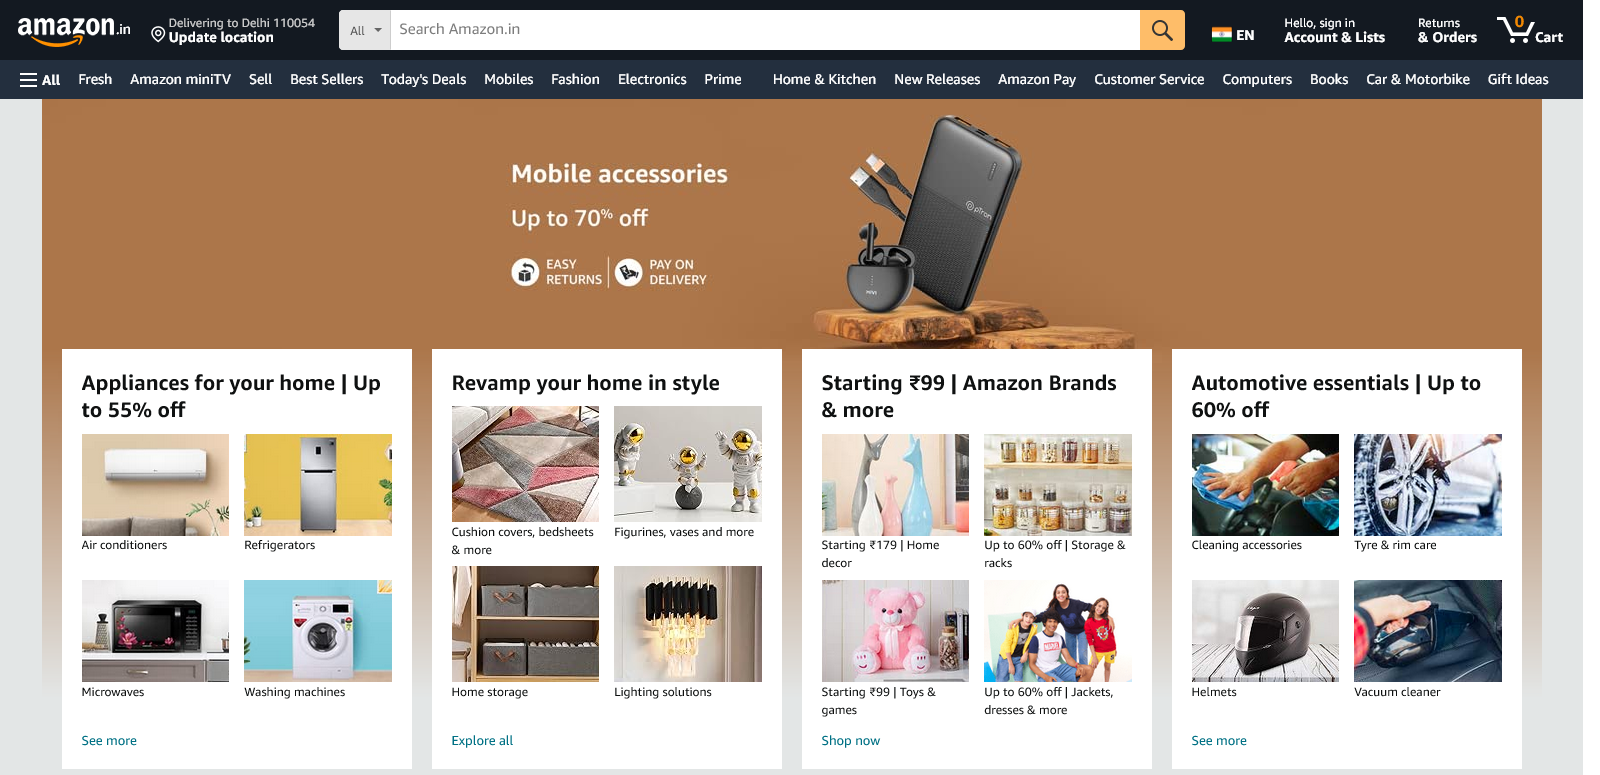 amazon.in
Delivering to Delhi 110054
Update location
All
Search Amazon.in
EN
Hello, sign in
Account & Lists
Returns
& Orders
0
Cart
All Fresh Amazon miniTV Sell Best Sellers Today's Deals Mobiles Fashion Electronics Prime Home & Kitchen New Releases Amazon Pay Customer Service Computers Books Car & Motorbike Gift Ideas
Mobile accessories
Up to 70% off
EASY
RETURNS
PAY ON
DELIVERY
pTron
Appliances for your home | Up
to 55% off
Air conditioners
Refrigerators
Microwaves
Washing machines
See more
Revamp your home in style
Cushion covers, bedsheets
& more
Figurines, vases and more
Home storage
Lighting solutions
Explore all
Starting ₹99 | Amazon Brands
& more
Starting ₹179 | Home
decor
Up to 60% off | Storage &
racks
Starting ₹99 | Toys &
games
Up to 60% off | Jackets,
dresses & more
Shop now
Automotive essentials | Up to
60% off
Cleaning accessories
Tyre & rim care
Helmets
Vacuum cleaner
See more